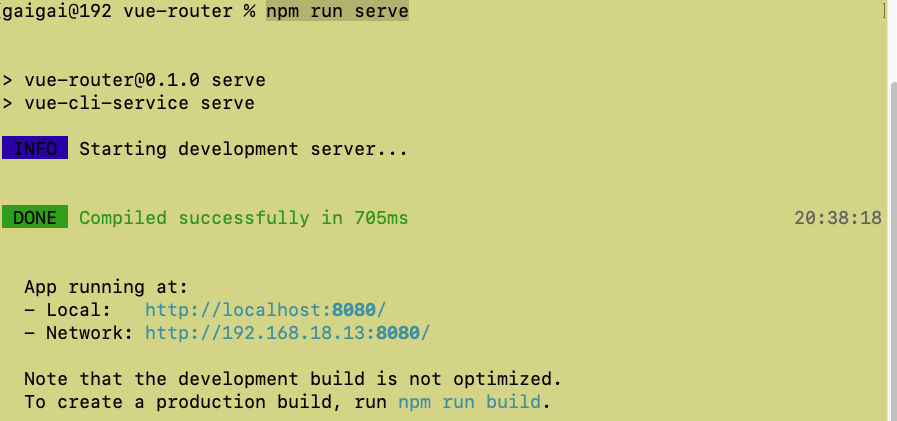 [gaigai@192 vue-router % npm run serve ]
> vue-router@0.1.0 serve
> vue-cli-service serve
INFO Starting development server...
DONE Compiled successfully in 705ms 20:38:18
App running at:
- Local: http://localhost:8080/
- Network: http://192.168.18.13:8080/
Note that the development build is not optimized.
To create a production build, run npm run build.